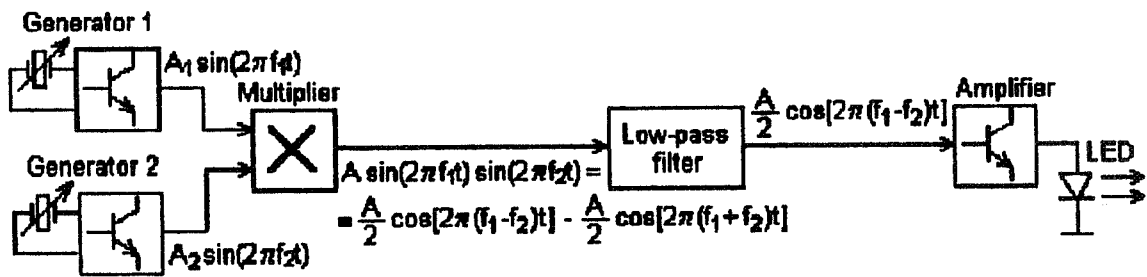 Generator 1
A₁ sin(2πf₁t)
Multiplier
Generator 2
A₂ sin(2πf₂t)
A sin(2πf₁t) sin(2πf₂t) =
= A/2 cos[2π(f₁-f₂)t] - A/2 cos[2π(f₁+f₂)t]
Low-pass
filter
A/2 cos[2π(f₁-f₂)t]
Amplifier
LED